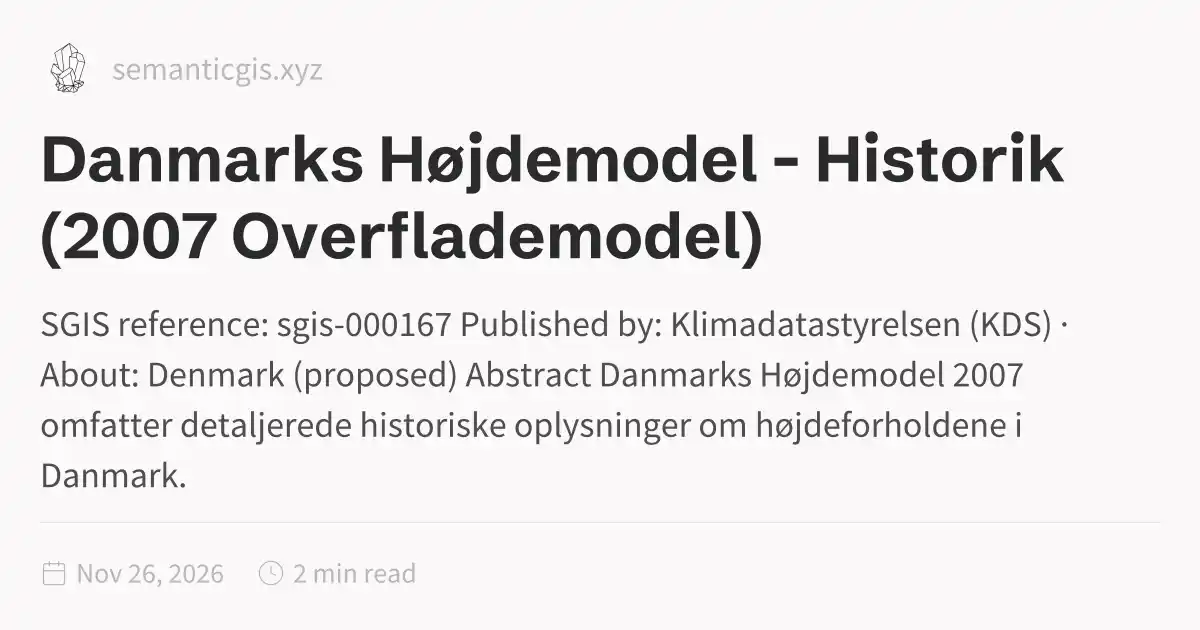 semanticgis.xyz
Danmarks Højdemodel - Historik
(2007 Overflademodel)
SGIS reference: sgis-000167 Published by: Klimadatastyrelsen (KDS) ·
About: Denmark (proposed) Abstract Danmarks Højdemodel 2007
omfatter detaljerede historiske oplysninger om højdeforholdene i
Danmark.
Nov 26, 2026 2 min read